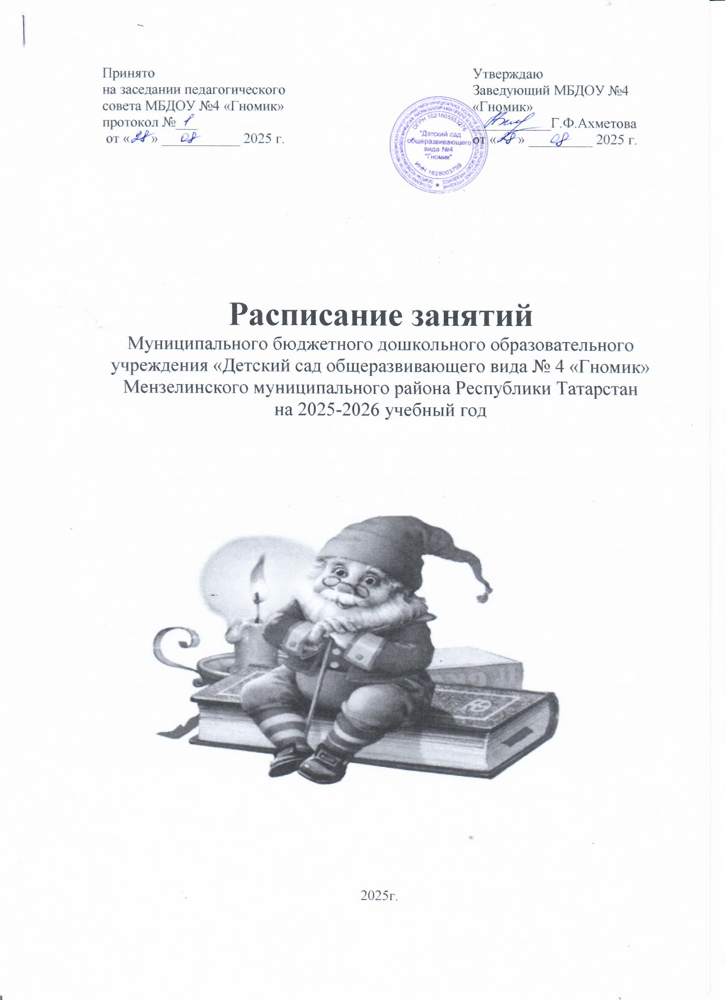 Принято
на заседании педагогического
совета МБДОУ №4 «Гномик»
протокол № 1
от «28» 08 2025 г.
Утверждаю
Заведующий МБДОУ №4
«Гномик»
Г.Ф.Ахметова
от «28» 08 2025 г.
ОГРН 1021605553276
"Детский сад
общеразвивающего
вида №4
"Гномик"
ИНН 1628003799
Расписание занятий
Муниципального бюджетного дошкольного образовательного
учреждения «Детский сад общеразвивающего вида № 4 «Гномик»
Мензелинского муниципального района Республики Татарстан
на 2025-2026 учебный год
2025г.